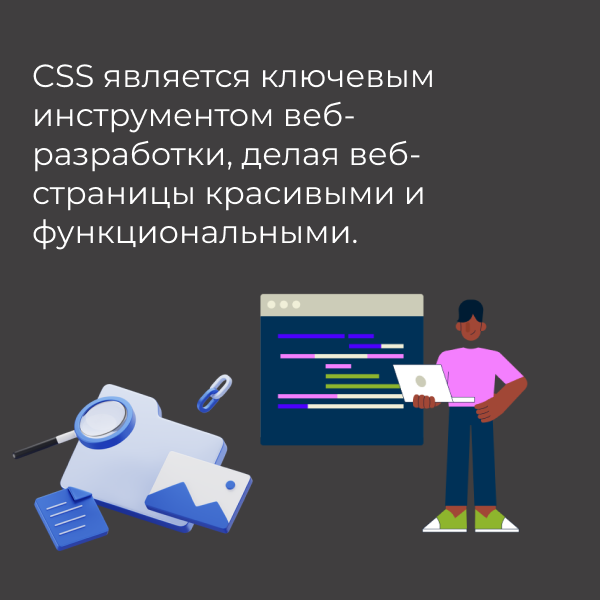 CSS является ключевым
инструментом веб-
разработки, делая веб-
страницы красивыми и
функциональными.